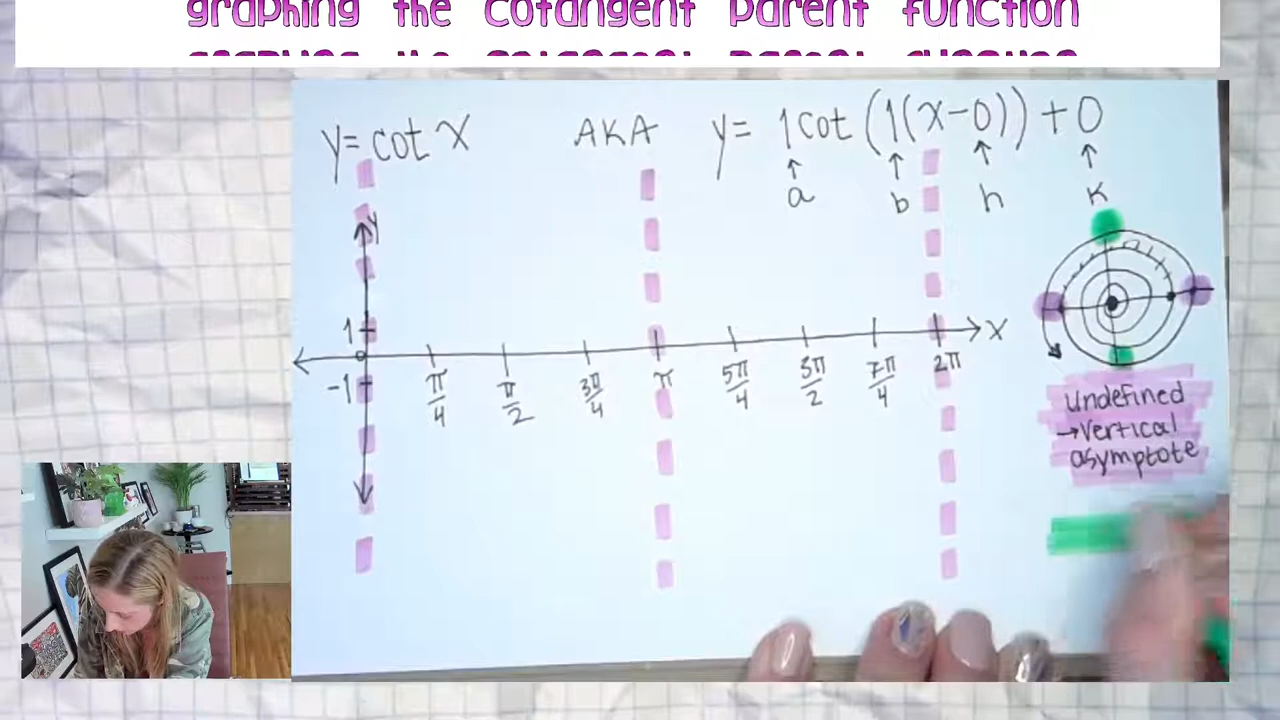 graphing the cotangent parent function
y= cot x
AKA
y= 1cot(1(x-0))+0
a b h k
y
1
-1
x
π/4 π/2 3π/4 π 5π/4 3π/2 7π/4 2π
Undefined
→Vertical
asymptote